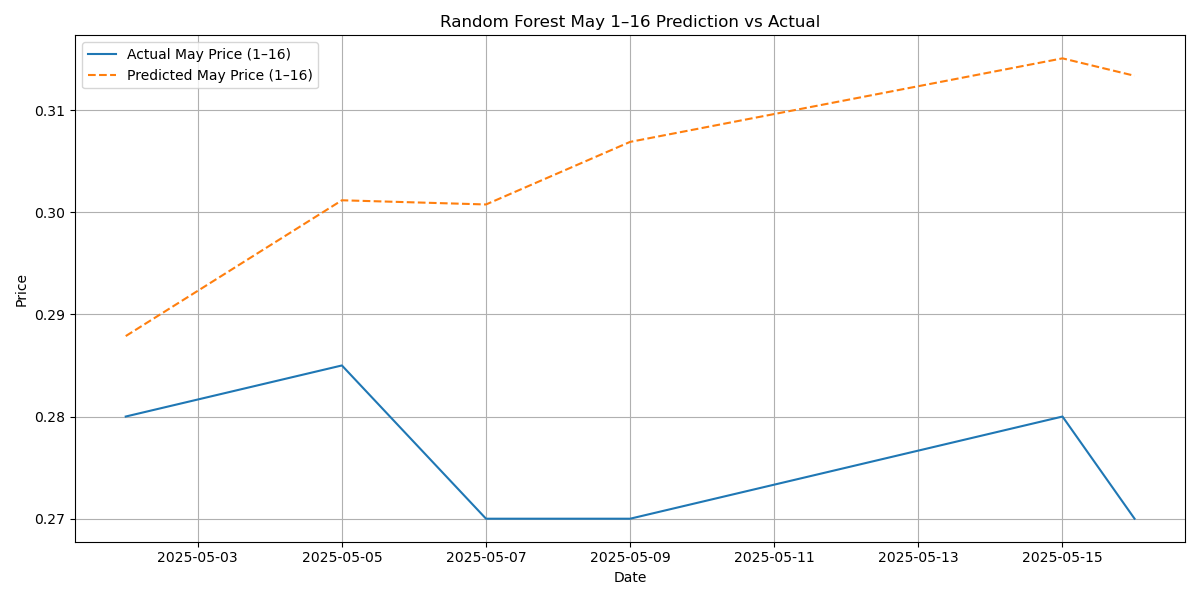 Random Forest May 1–16 Prediction vs Actual
Actual May Price (1–16)
Predicted May Price (1–16)
Price
0.31
0.30
0.29
0.28
0.27
2025-05-03
2025-05-05
2025-05-07
2025-05-09
2025-05-11
2025-05-13
2025-05-15
Date